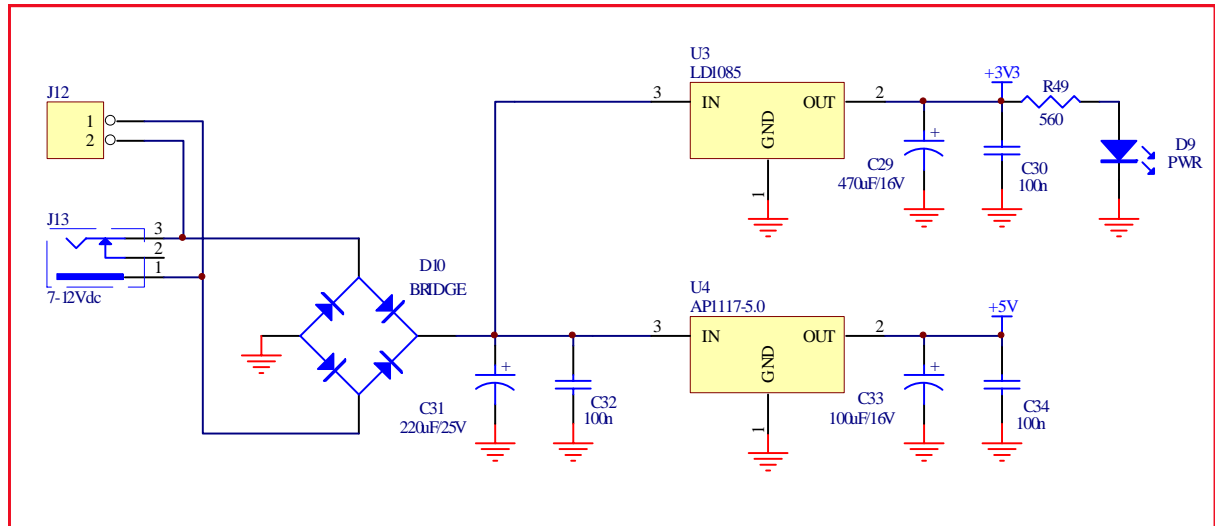 J12
1
2
J13
3
2
1
7-12Vdc
D10
BRIDGE
C31
220uF/25V
C32
100n
U3
LD1085
3
IN
OUT
2
GND
1
+
C29
470uF/16V
+3V3
C30
100n
R49
560
D9
PWR
U4
AP1117-5.0
3
IN
OUT
2
GND
1
+
+
C33
100uF/16V
+5V
C34
100n